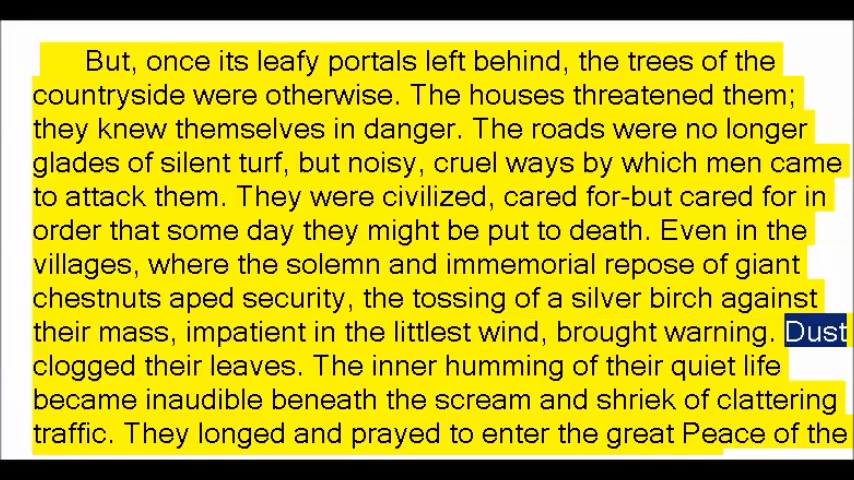 But, once its leafy portals left behind, the trees of the
countryside were otherwise. The houses threatened them;
they knew themselves in danger. The roads were no longer
glades of silent turf, but noisy, cruel ways by which men came
to attack them. They were civilized, cared for-but cared for in
order that some day they might be put to death. Even in the
villages, where the solemn and immemorial repose of giant
chestnuts aped security, the tossing of a silver birch against
their mass, impatient in the littlest wind, brought warning. Dust
clogged their leaves. The inner humming of their quiet life
became inaudible beneath the scream and shriek of clattering
traffic. They longed and prayed to enter the great Peace of the